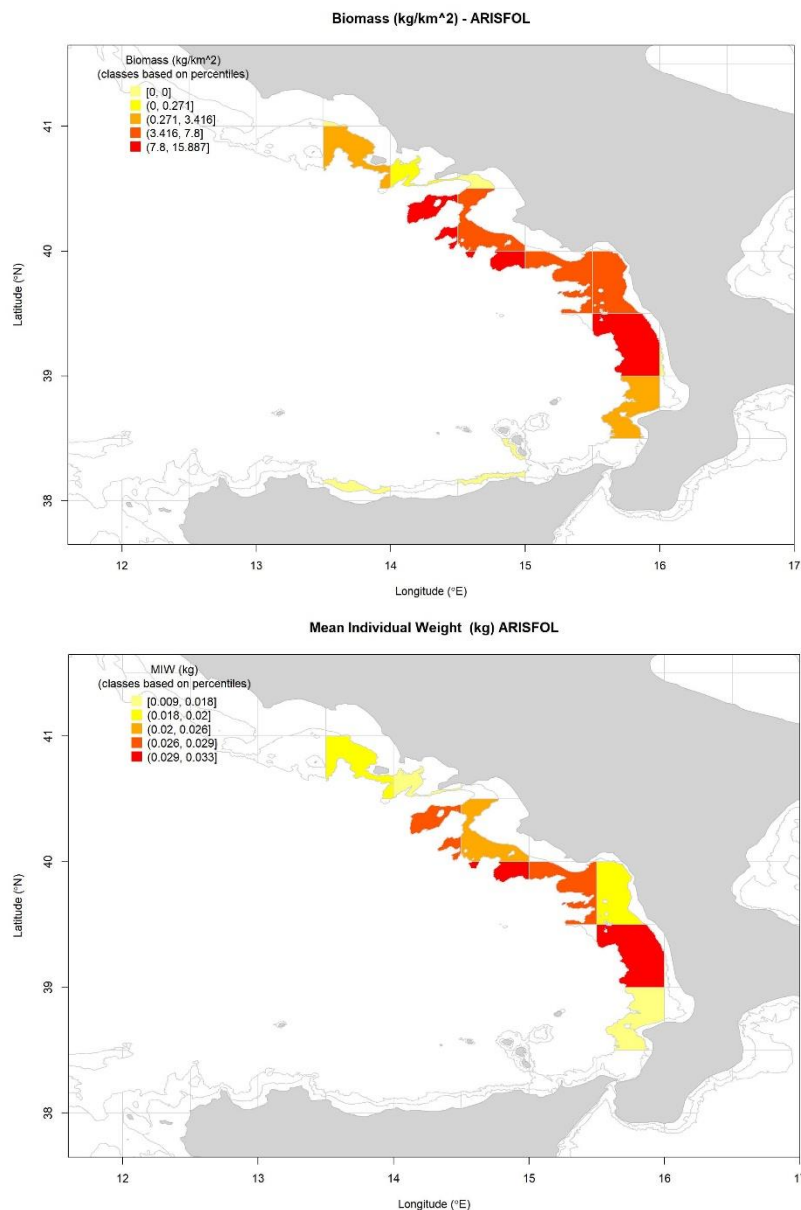 Biomass (kg/km^2) - ARISFOL
Biomass (kg/km^2)
(classes based on percentiles)
[0, 0]
(0, 0.271]
(0.271, 3.416]
(3.416, 7.8]
(7.8, 15.887]
41
40
39
38
Latitude (°N)
12 13 14 15 16 17
Longitude (°E)
Mean Individual Weight (kg) ARISFOL
MIW (kg)
(classes based on percentiles)
[0.009, 0.018]
(0.018, 0.02]
(0.02, 0.026]
(0.026, 0.029]
(0.029, 0.033]
41
40
39
38
Latitude (°N)
12 13 14 15 16 17
Longitude (°E)